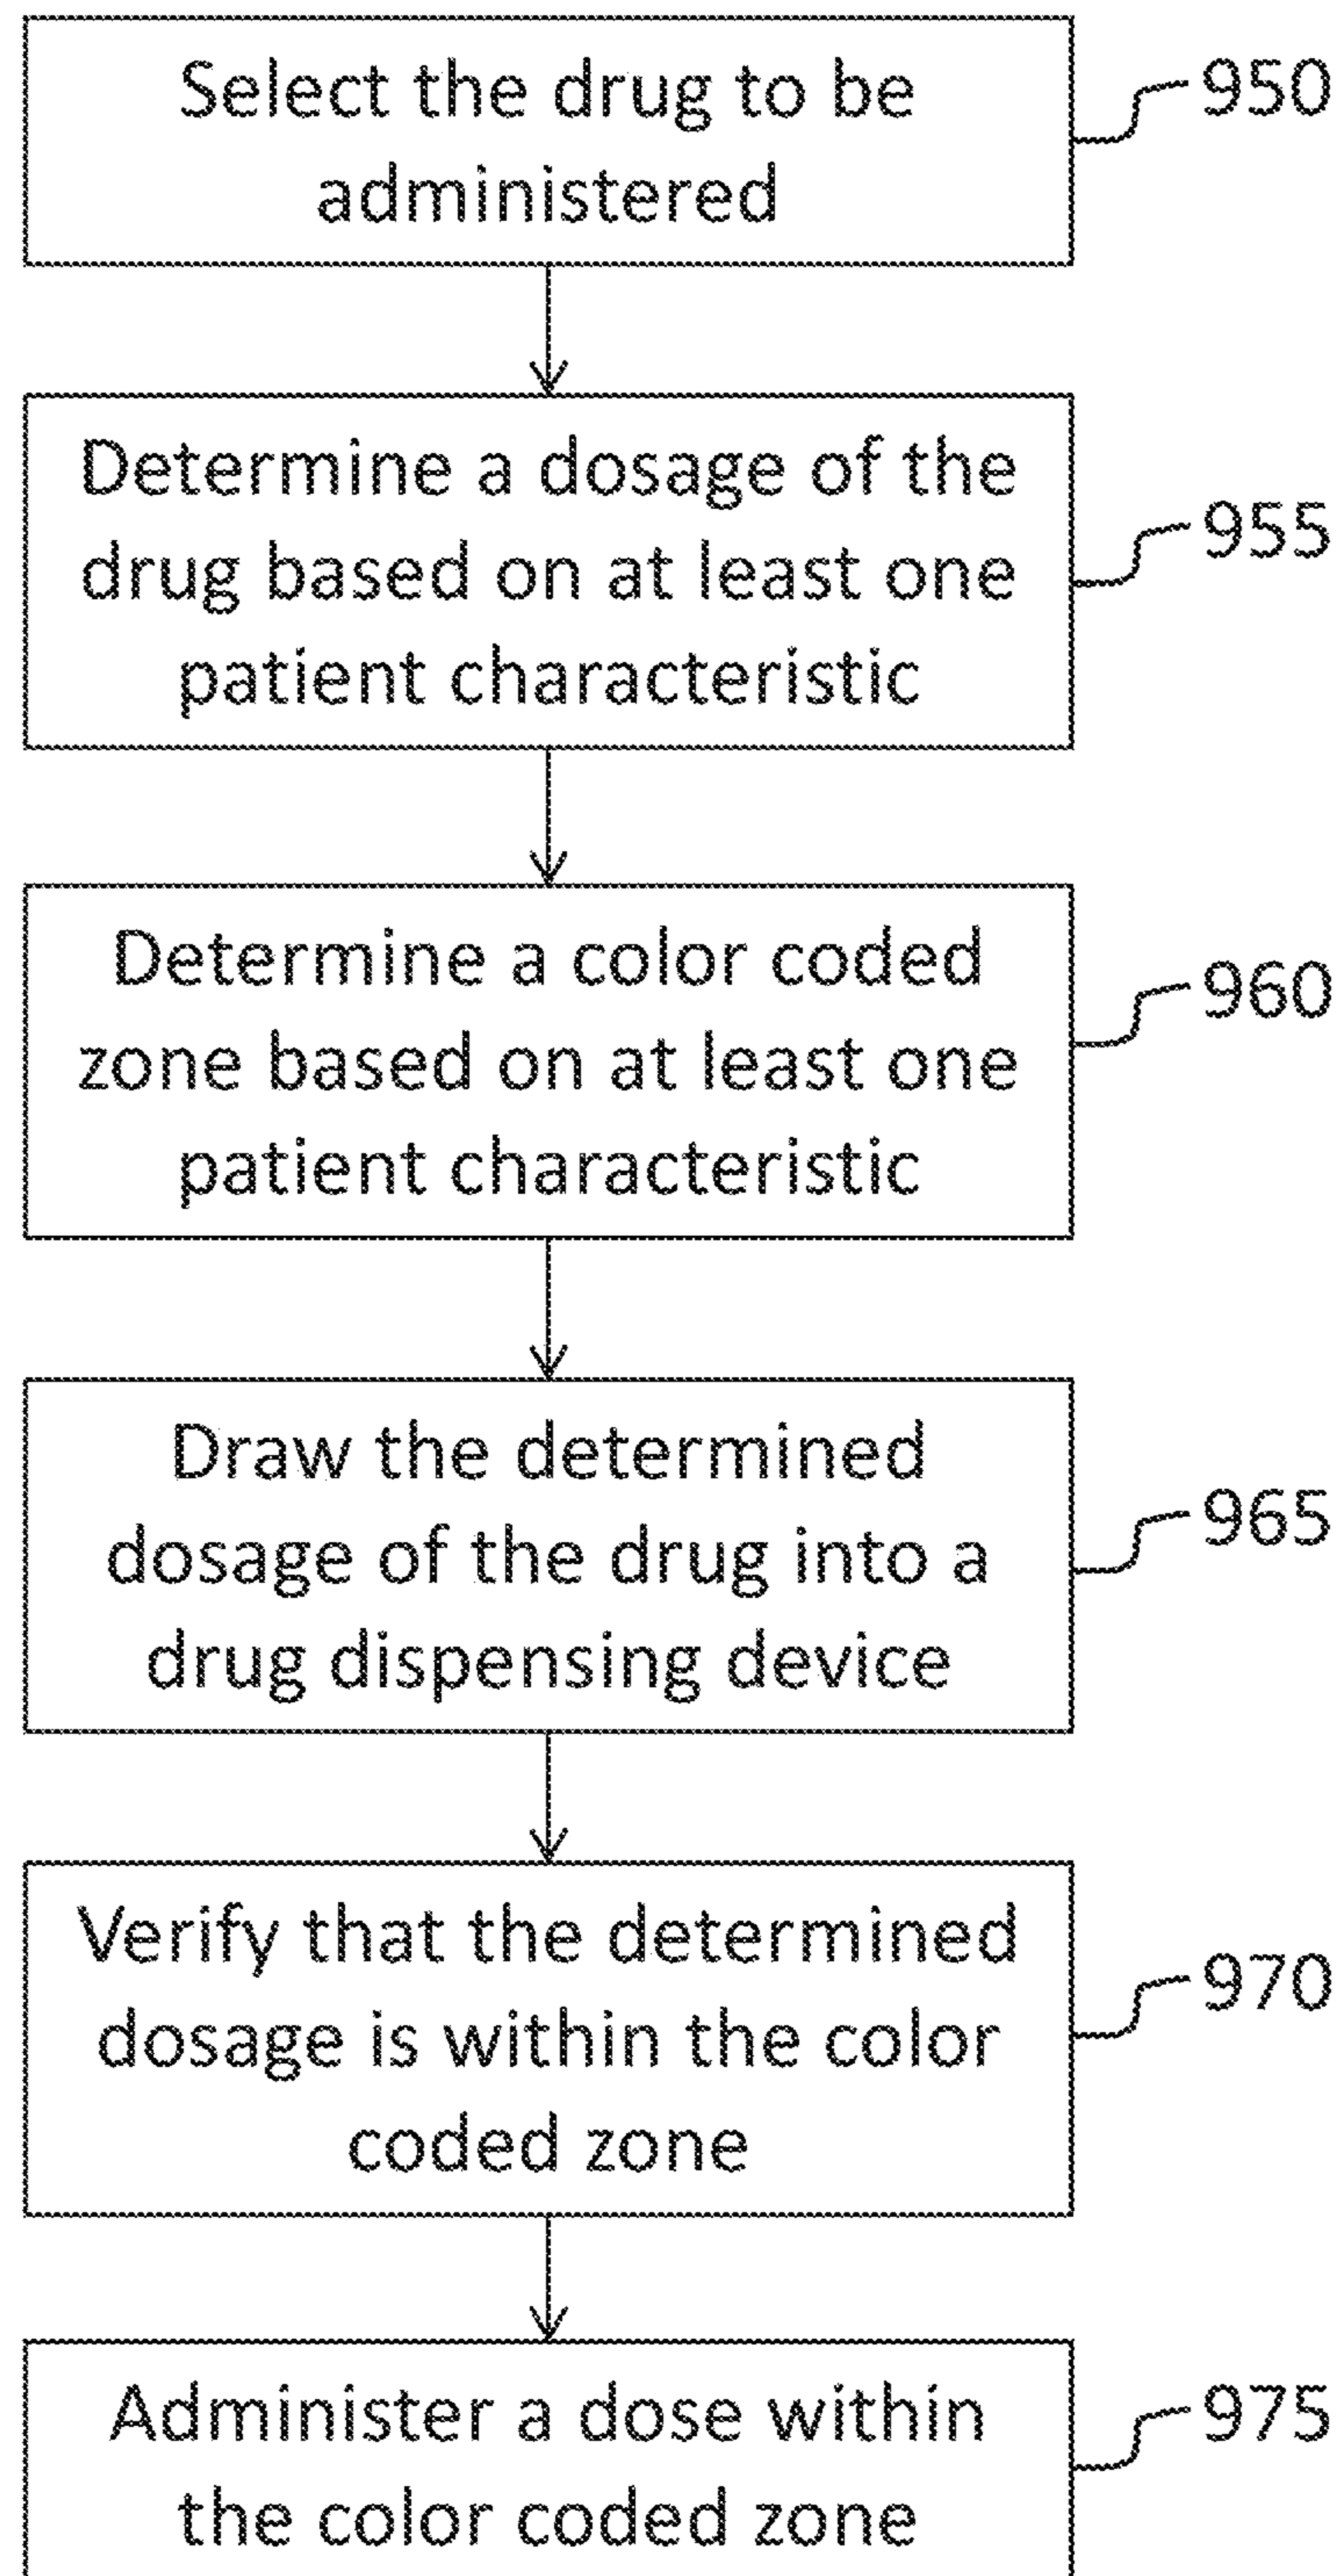 Select the drug to be
administered
950
Determine a dosage of the
drug based on at least one
patient characteristic
955
Determine a color coded
zone based on at least one
patient characteristic
960
Draw the determined
dosage of the drug into a
drug dispensing device
965
Verify that the determined
dosage is within the color
coded zone
970
Administer a dose within
the color coded zone
975